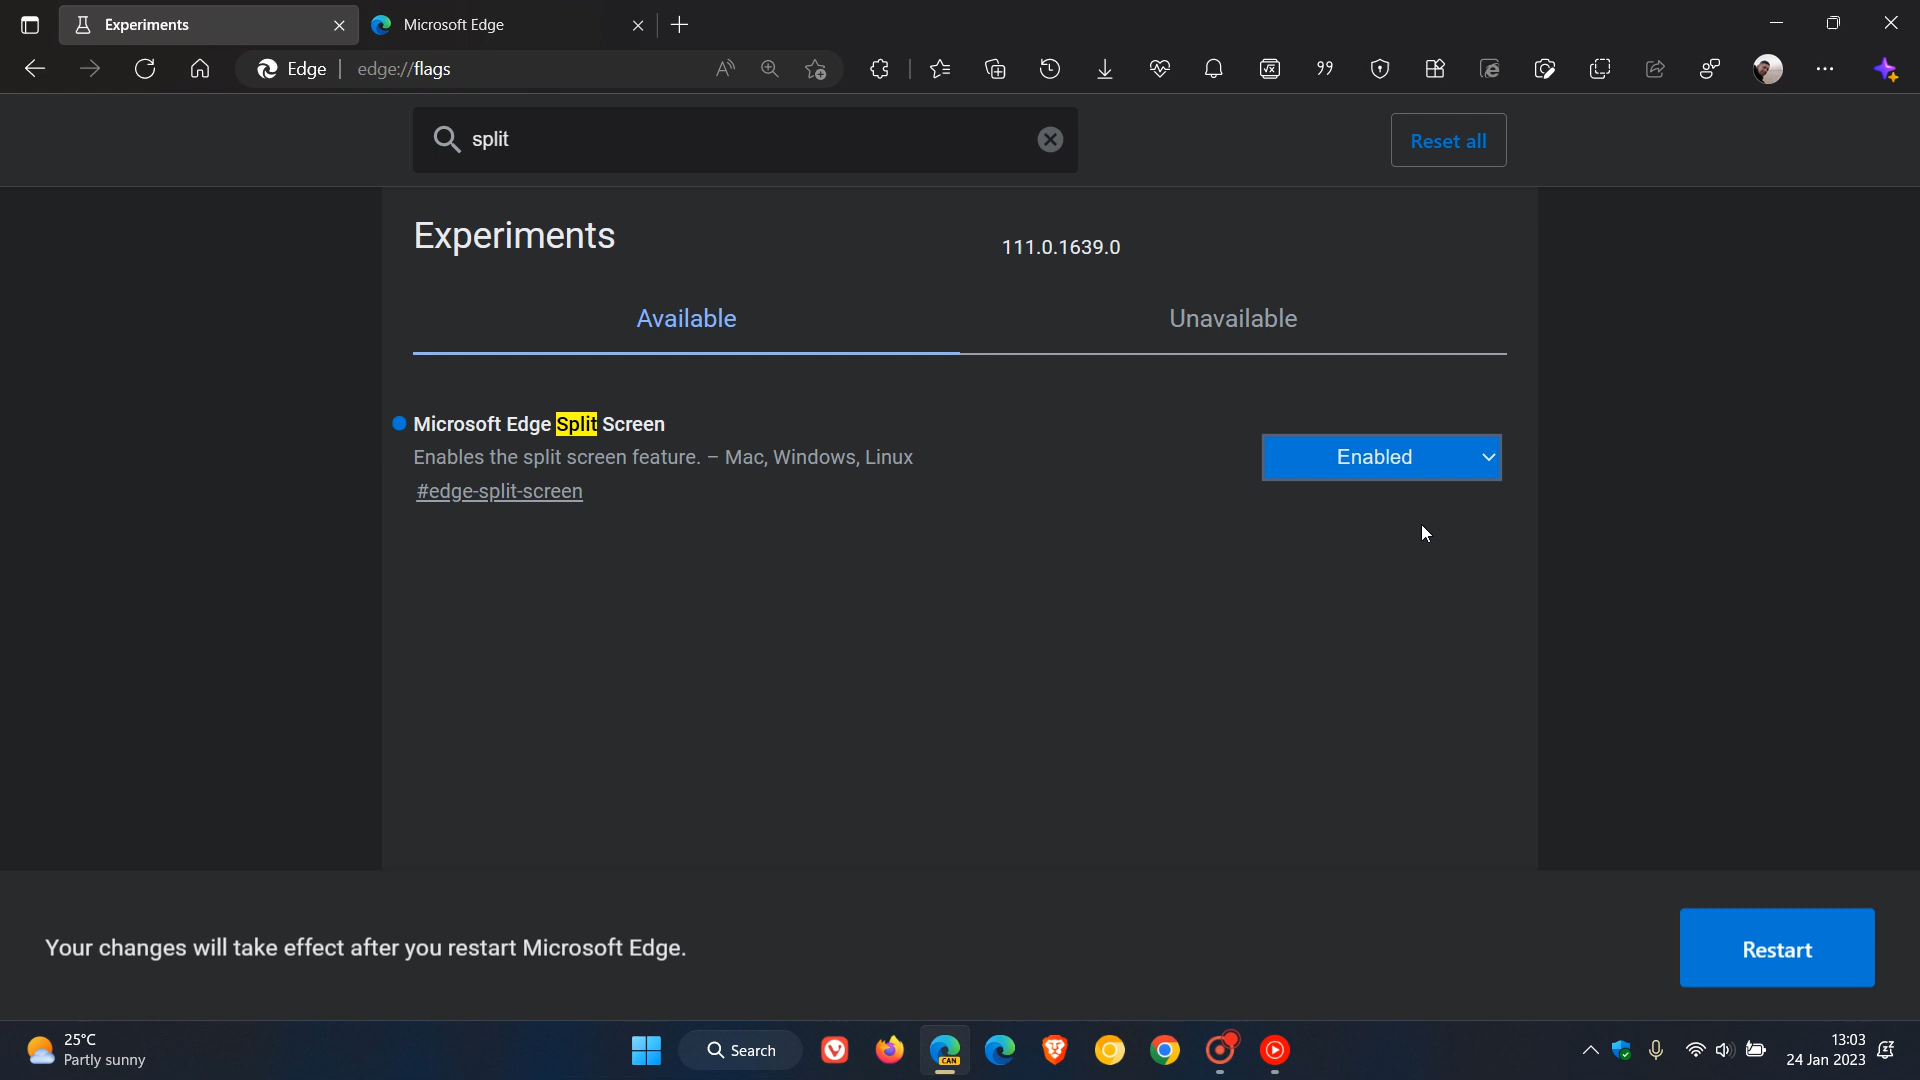 Experiments
Microsoft Edge
Edge
edge://flags
split
Reset all
Experiments
111.0.1639.0
Available
Unavailable
Microsoft Edge Split Screen
Enables the split screen feature. – Mac, Windows, Linux
#edge-split-screen
Enabled
Your changes will take effect after you restart Microsoft Edge.
Restart
25°C
Partly sunny
Search
CAN
13:03
24 Jan 2023